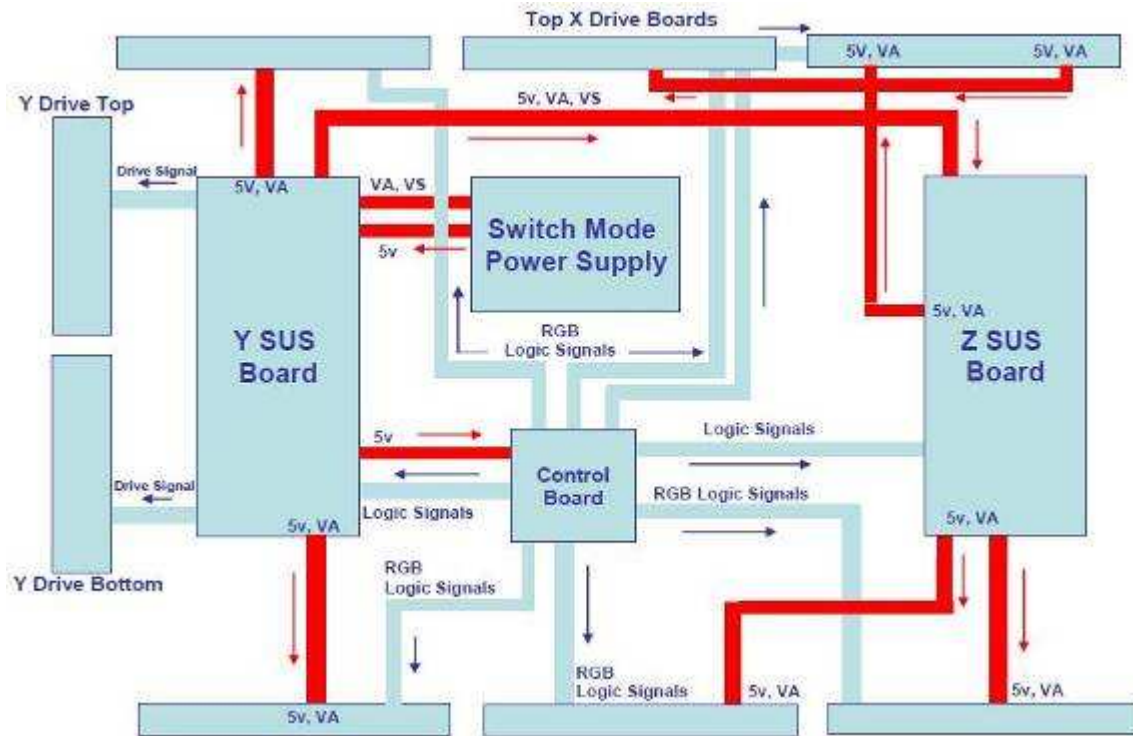 Top X Drive Boards
5V, VA
5V, VA
Y Drive Top
5v, VA, VS
Drive Signal
5V, VA
VA, VS
Switch Mode
Power Supply
5v
5v, VA
Y SUS
Board
RGB
Logic Signals
Z SUS
Board
5v
Logic Signals
Control
Board
Drive Signal
RGB Logic Signals
Logic Signals
5v, VA
5v, VA
Y Drive Bottom
RGB
Logic Signals
RGB
Logic Signals
5v, VA
5v, VA
5v, VA